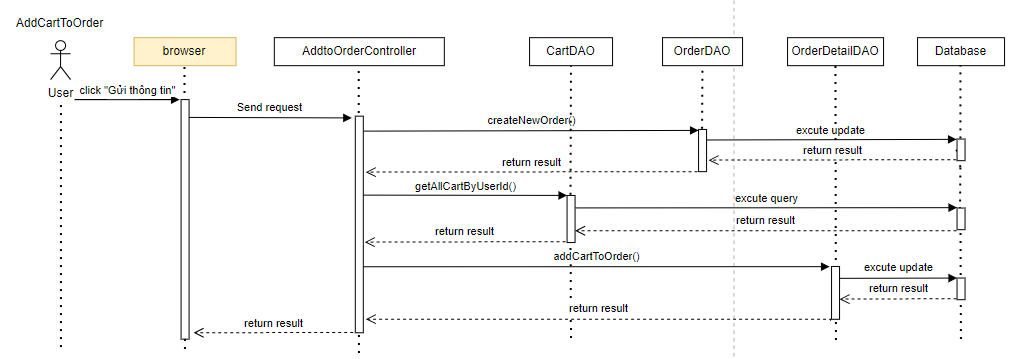 AddCartToOrder
browser
AddtoOrderController
CartDAO
OrderDAO
OrderDetailDAO
Database
User
click "Gửi thông tin"
Send request
createNewOrder()
excute update
return result
return result
getAllCartByUserId()
excute query
return result
return result
addCartToOrder()
excute update
return result
return result
return result